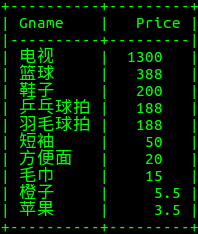 +----------+---------+
| Gname    |   Price |
|----------+---------|
| 电视     |  1300   |
| 篮球     |   388   |
| 鞋子     |   200   |
| 乒乓球拍 |   188   |
| 羽毛球拍 |   188   |
| 短袖     |    50   |
| 方便面   |    20   |
| 毛巾     |    15   |
| 橙子     |     5.5 |
| 苹果     |     3.5 |
+----------+---------+